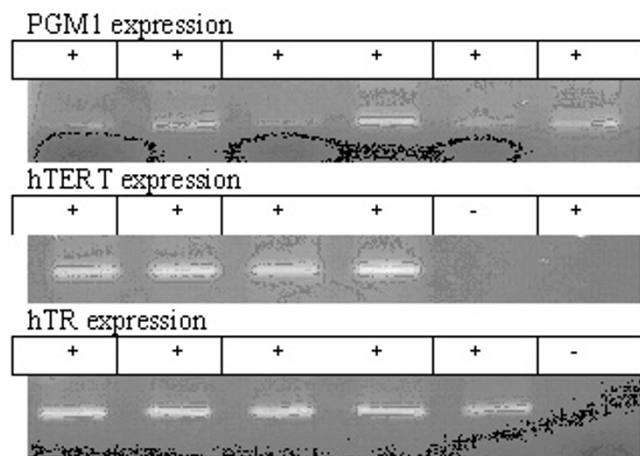 PGM1 expression
+ + + + + +
hTERT expression
+ + + + - +
hTR expression
+ + + + + -